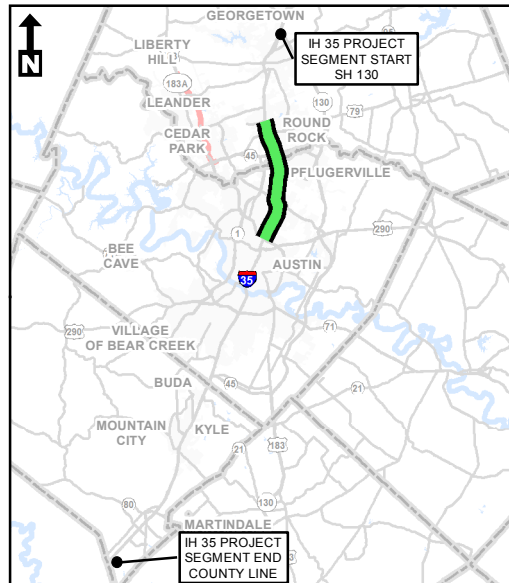 GEORGETOWN
95
N
IH 35 PROJECT
SEGMENT START
SH 130
LIBERTY
HILL
183A
LEANDER
130
79
CEDAR
PARK
ROUND
ROCK
45
PFLUGERVILLE
1
290
BEE
CAVE
AUSTIN
35
71
290
VILLAGE
OF BEAR CREEK
BUDA
45
21
MOUNTAIN
CITY
KYLE
21
183
80
130
MARTINDALE
IH 35 PROJECT
SEGMENT END
COUNTY LINE